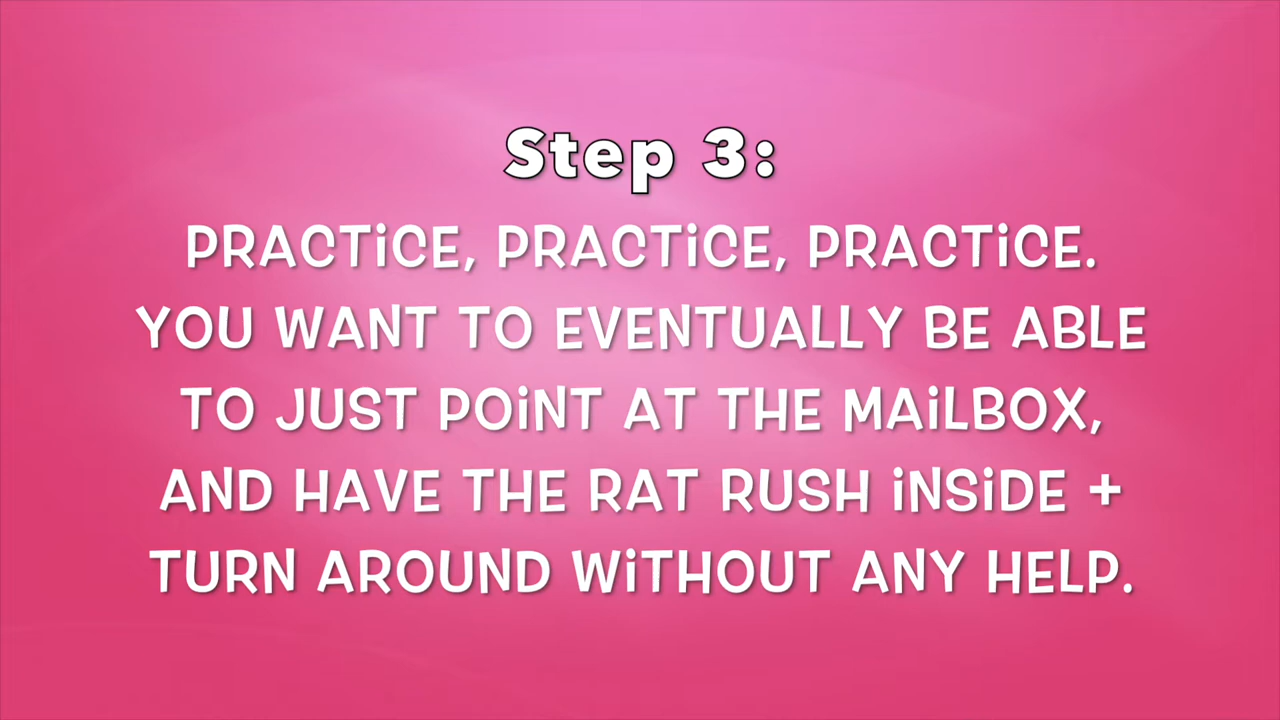 Step 3:
PRACTiCE, PRACTiCE, PRACTiCE.
YOU WANT TO EVENTUALLY BE ABLE
TO JUST POiNT AT THE MAiLBOX,
AND HAVE THE RAT RUSH iNSiDE +
TURN AROUND WiTHOUT ANY HELP.